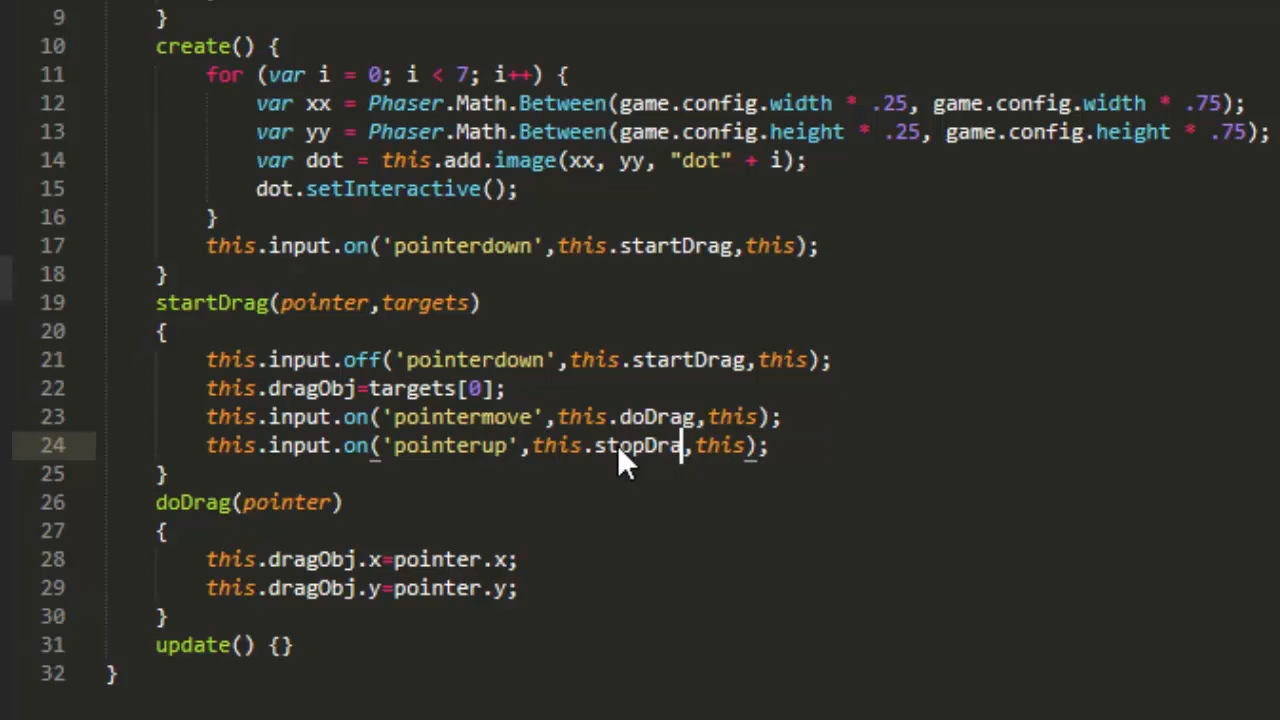 9 }
10 create() {
11 for (var i = 0; i < 7; i++) {
12 var xx = Phaser.Math.Between(game.config.width * .25, game.config.width * .75);
13 var yy = Phaser.Math.Between(game.config.height * .25, game.config.height * .75);
14 var dot = this.add.image(xx, yy, "dot" + i);
15 dot.setInteractive();
16 }
17 this.input.on('pointerdown',this.startDrag,this);
18 }
19 startDrag(pointer,targets)
20 {
21 this.input.off('pointerdown',this.startDrag,this);
22 this.dragObj=targets[0];
23 this.input.on('pointermove',this.doDrag,this);
24 this.input.on('pointerup',this.stopDra,this);
25 }
26 doDrag(pointer)
27 {
28 this.dragObj.x=pointer.x;
29 this.dragObj.y=pointer.y;
30 }
31 update() {}
32 }